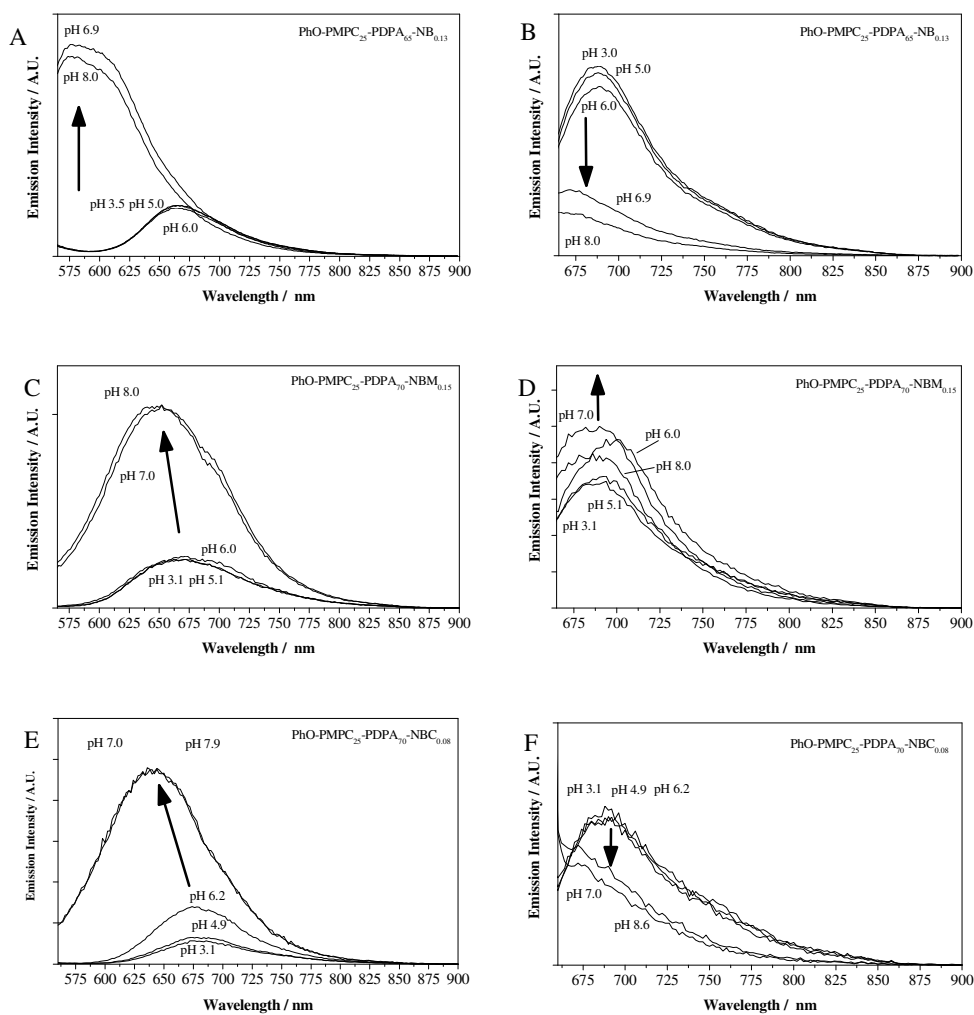 A
PhO-PMPC25-PDPA65-NB0.13
pH 6.9
pH 8.0
pH 3.5 pH 5.0
pH 6.0
Emission Intensity / A.U.
575 600 625 650 675 700 725 750 775 800 825 850 875 900
Wavelength / nm
B
PhO-PMPC25-PDPA65-NB0.13
pH 3.0
pH 5.0
pH 6.0
pH 6.9
pH 8.0
Emission Intensity / A.U.
675 700 725 750 775 800 825 850 875 900
Wavelength / nm
C
PhO-PMPC25-PDPA70-NBM0.15
pH 8.0
pH 7.0
pH 6.0
pH 3.1 pH 5.1
Emission Intensity / A.U.
575 600 625 650 675 700 725 750 775 800 825 850 875 900
Wavelength / nm
D
PhO-PMPC25-PDPA70-NBM0.15
pH 7.0
pH 6.0
pH 8.0
pH 5.1
pH 3.1
Emission Intensity / A.U.
675 700 725 750 775 800 825 850 875 900
Wavelength / nm
E
PhO-PMPC25-PDPA70-NBC0.08
pH 7.0 pH 7.9
pH 6.2
pH 4.9
pH 3.1
Emission Intensity / A.U.
575 600 625 650 675 700 725 750 775 800 825 850 875 900
Wavelength / nm
F
PhO-PMPC25-PDPA70-NBC0.08
pH 3.1 pH 4.9 pH 6.2
pH 7.0
pH 8.6
Emission Intensity / A.U.
675 700 725 750 775 800 825 850 875 900
Wavelength / nm